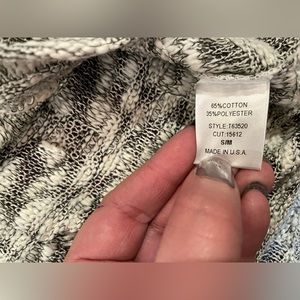 65%COTTON
35%POLYESTER
STYLE:T63520
CUT:15612
S/M
MADE IN U.S.A.